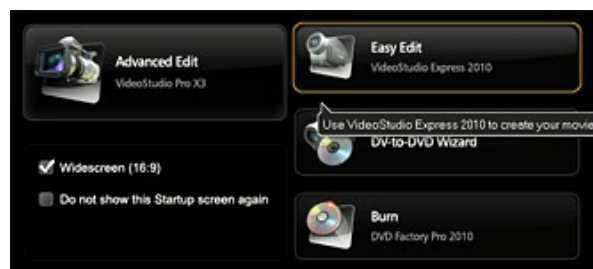 Advanced Edit
VideoStudio Pro X3
Easy Edit
VideoStudio Express 2010
Use VideoStudio Express 2010 to create your movie
DV-to-DVD Wizard
Widescreen (16:9)
Do not show this Startup screen again
Burn
DVD Factory Pro 2010